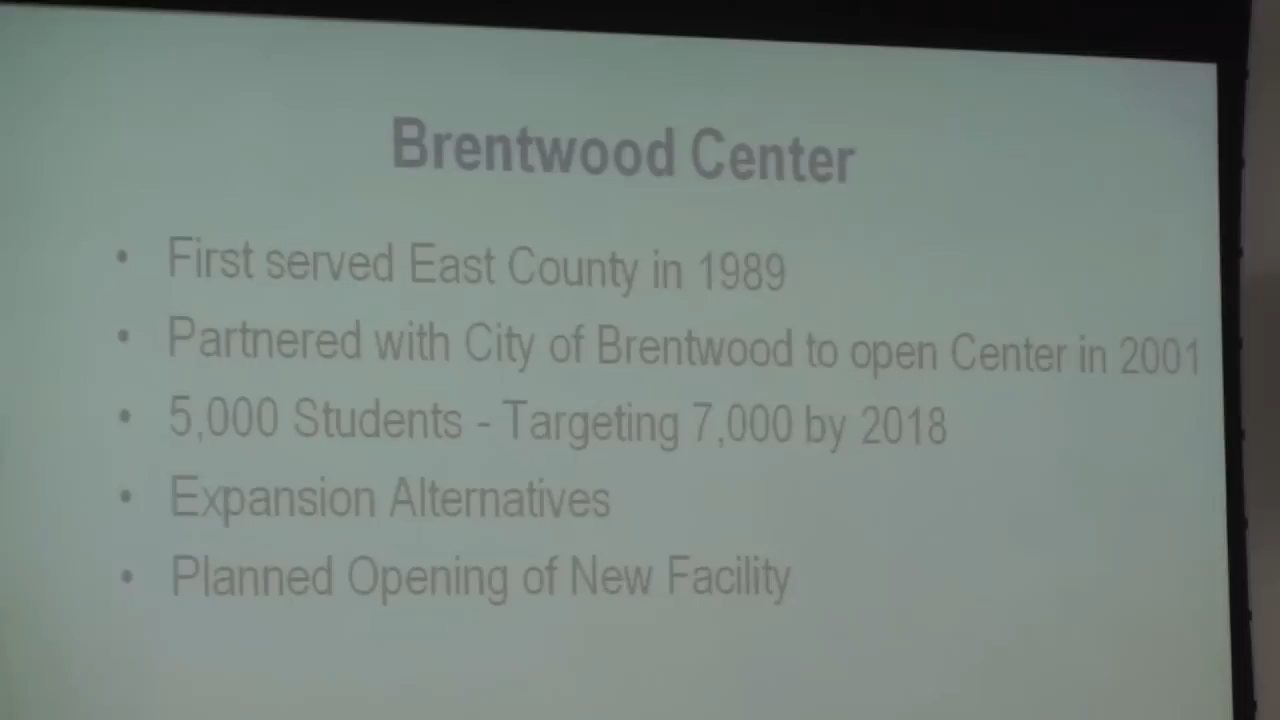 Brentwood Center
• First served East County in 1989
• Partnered with City of Brentwood to open Center in 2001
• 5,000 Students - Targeting 7,000 by 2018
• Expansion Alternatives
• Planned Opening of New Facility